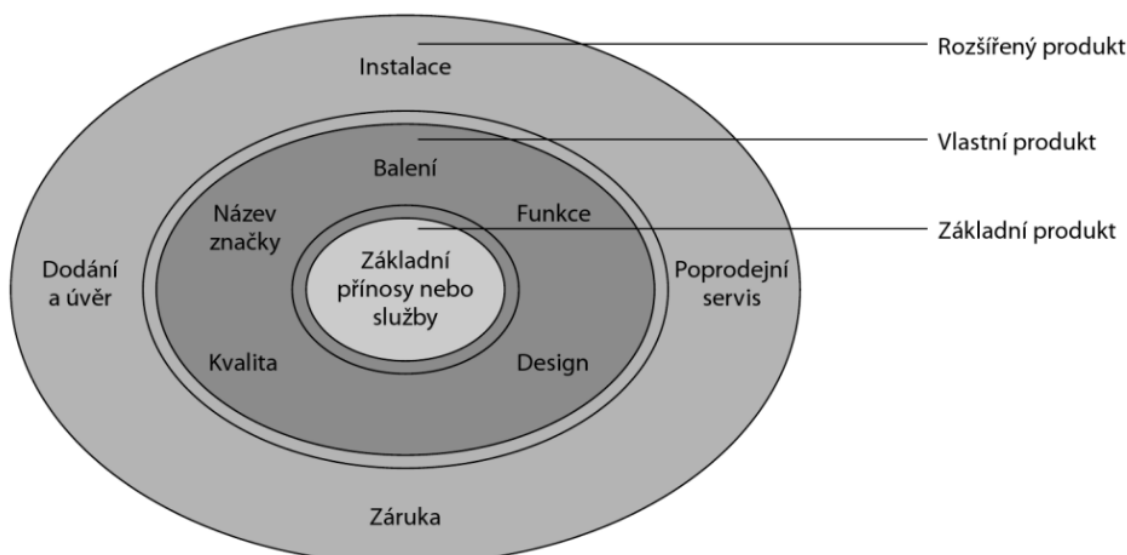 Rozšířený produkt
Instalace
Vlastní produkt
Balení
Název
značky
Funkce
Základní produkt
Dodání
a úvěr
Základní
přínosy nebo
služby
Poprodejní
servis
Kvalita
Design
Záruka